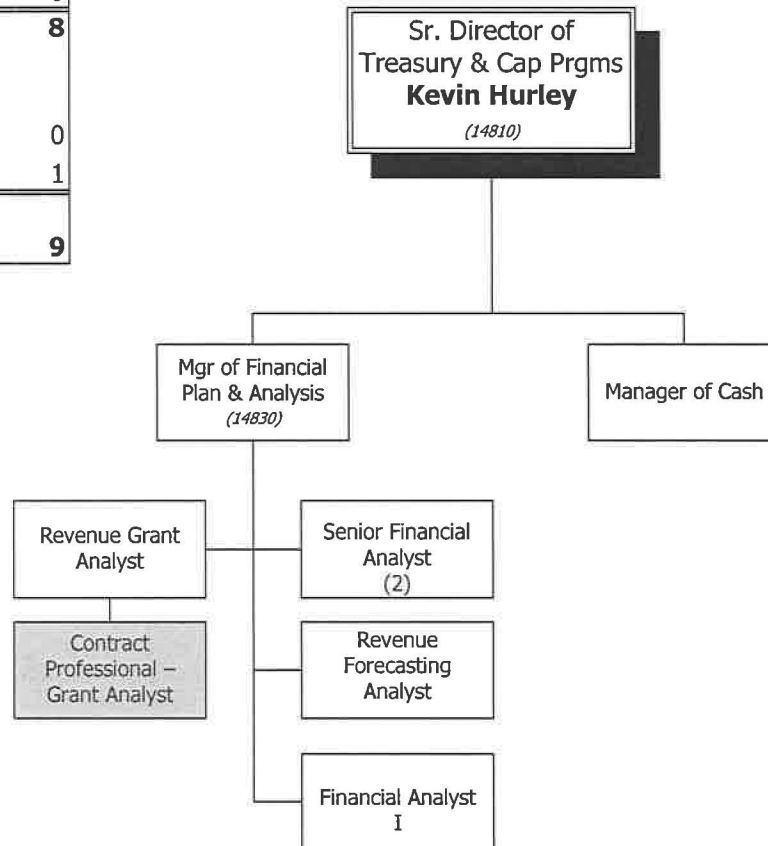 8
0
1
9
Sr. Director of
Treasury & Cap Prgms
Kevin Hurley
(14810)
Mgr of Financial
Plan & Analysis
(14830)
Manager of Cash
Revenue Grant
Analyst
Senior Financial
Analyst
(2)
Contract
Professional –
Grant Analyst
Revenue
Forecasting
Analyst
Financial Analyst
I